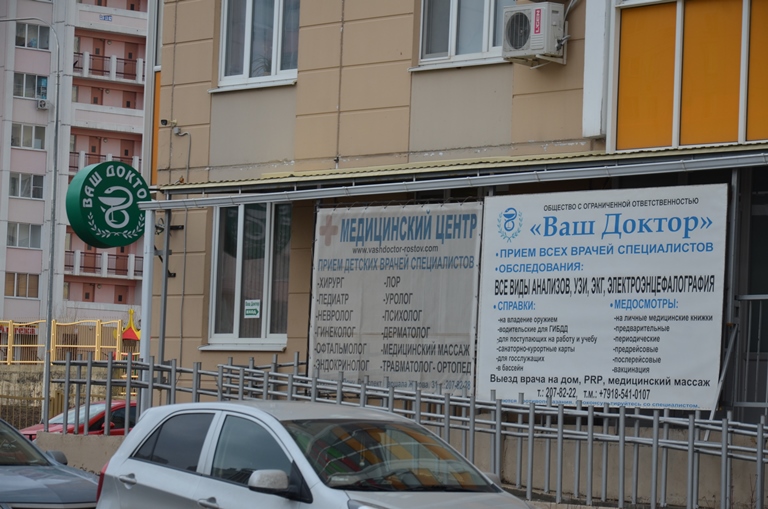 ВАШ ДОКТОР
МЕДИЦИНСКИЙ ЦЕНТР
www.vashdoctor-rostov.com
ПРИЕМ ДЕТСКИХ ВРАЧЕЙ СПЕЦИАЛИСТОВ
-ХИРУРГ
-ПЕДИАТР
-НЕВРОЛОГ
-ГИНЕКОЛОГ
-ОФТАЛЬМОЛОГ
-ЭНДОКРИНОЛОГ
-ЛОР
-УРОЛОГ
-ПСИХОЛОГ
-ДЕРМАТОЛОГ
-МЕДИЦИНСКИЙ МАССАЖ
-ТРАВМАТОЛОГ- ОРТОПЕД
ОБЩЕСТВО С ОГРАНИЧЕННОЙ ОТВЕТСТВЕННОСТЬЮ
«Ваш Доктор»
•ПРИЕМ ВСЕХ ВРАЧЕЙ СПЕЦИАЛИСТОВ
•ОБСЛЕДОВАНИЯ:
ВСЕ ВИДЫ АНАЛИЗОВ, УЗИ, ЭКГ, ЭЛЕКТРОЭНЦЕФАЛОГРАФИЯ
•СПРАВКИ:
-на владение оружием
-водительские для ГИБДД
-для поступающих на работу и учебу
-санаторно-курортные карты
-для госслужащих
-в бассейн
•МЕДОСМОТРЫ:
-на личные медицинские книжки
-предварительные
-периодические
-предрейсовые
-послерейсовые
-вакцинация
Выезд врача на дом, PRP, медицинский массаж
т.: 207-82-22, т.м.: +7918-541-0107